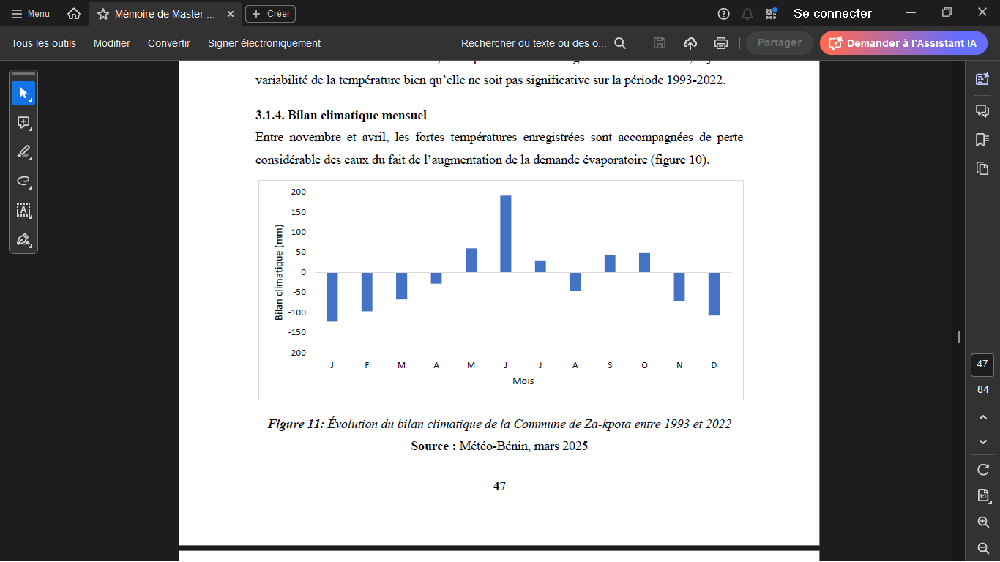 Menu
Mémoire de Master ...
Créer
Se connecter
Tous les outils
Modifier
Convertir
Signer électroniquement
Rechercher du texte ou des o...
Partager
Demander à l'Assistant IA
variabilité de la température bien qu'elle ne soit pas significative sur la période 1993-2022.
3.1.4. Bilan climatique mensuel
Entre novembre et avril, les fortes températures enregistrées sont accompagnées de perte
considérable des eaux du fait de l'augmentation de la demande évaporatoire (figure 10).
Bilan climatique (mm)
200
150
100
50
0
-50
-100
-150
-200
J F M A M J J A S O N D
Mois
Figure 11: Évolution du bilan climatique de la Commune de Za-kpota entre 1993 et 2022
Source : Météo-Bénin, mars 2025
47
47
84